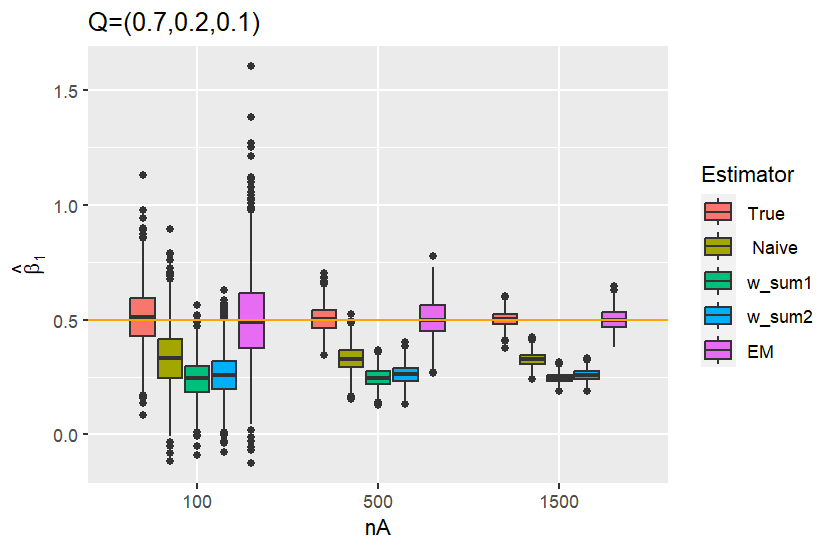 Q=(0.7,0.2,0.1)
1.5
1.0
0.5
0.0
β̂1
100
500
1500
nA
Estimator
True
Naive
w_sum1
w_sum2
EM